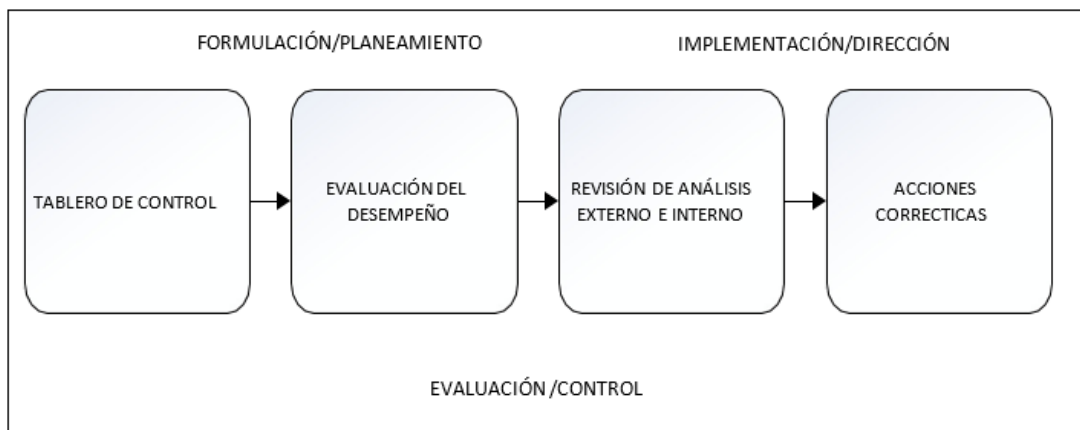 FORMULACIÓN/PLANEAMIENTO
IMPLEMENTACIÓN/DIRECCIÓN
TABLERO DE CONTROL
EVALUACIÓN DEL
DESEMPEÑO
REVISIÓN DE ANÁLISIS
EXTERNO E INTERNO
ACCIONES
CORRECTICAS
EVALUACIÓN/CONTROL